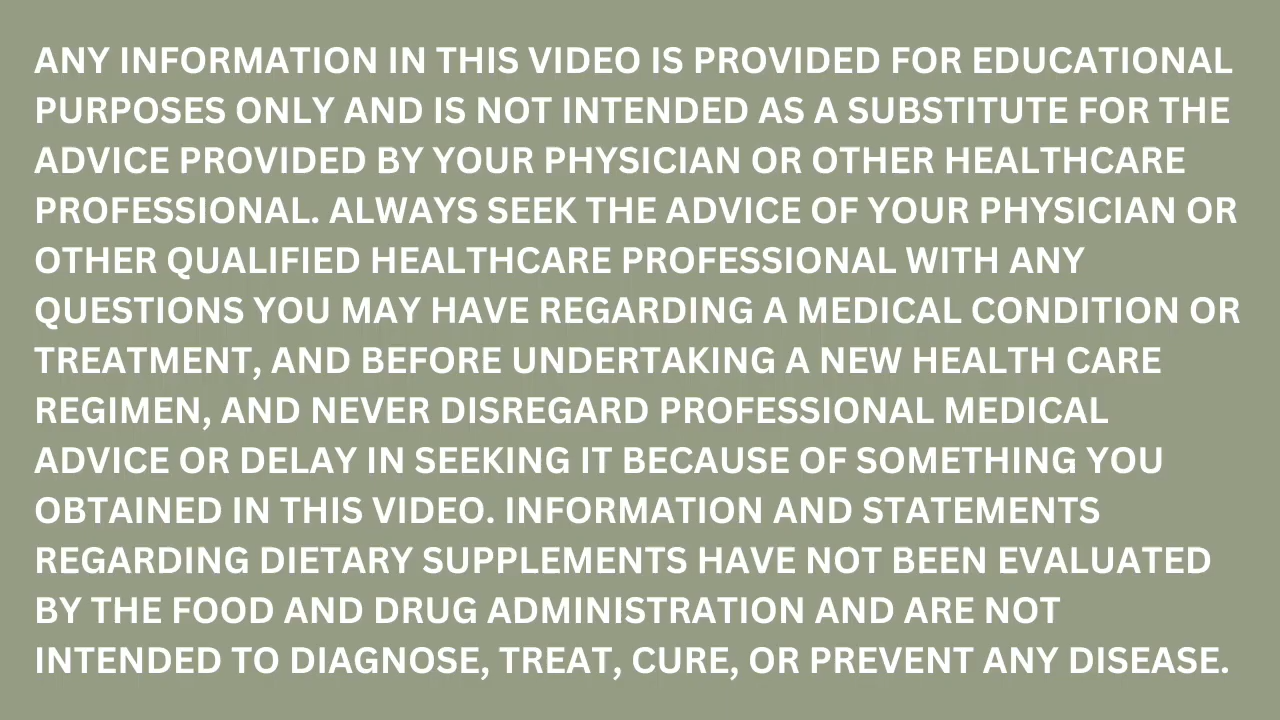 ANY INFORMATION IN THIS VIDEO IS PROVIDED FOR EDUCATIONAL
PURPOSES ONLY AND IS NOT INTENDED AS A SUBSTITUTE FOR THE
ADVICE PROVIDED BY YOUR PHYSICIAN OR OTHER HEALTHCARE
PROFESSIONAL. ALWAYS SEEK THE ADVICE OF YOUR PHYSICIAN OR
OTHER QUALIFIED HEALTHCARE PROFESSIONAL WITH ANY
QUESTIONS YOU MAY HAVE REGARDING A MEDICAL CONDITION OR
TREATMENT, AND BEFORE UNDERTAKING A NEW HEALTH CARE
REGIMEN, AND NEVER DISREGARD PROFESSIONAL MEDICAL
ADVICE OR DELAY IN SEEKING IT BECAUSE OF SOMETHING YOU
OBTAINED IN THIS VIDEO. INFORMATION AND STATEMENTS
REGARDING DIETARY SUPPLEMENTS HAVE NOT BEEN EVALUATED
BY THE FOOD AND DRUG ADMINISTRATION AND ARE NOT
INTENDED TO DIAGNOSE, TREAT, CURE, OR PREVENT ANY DISEASE.